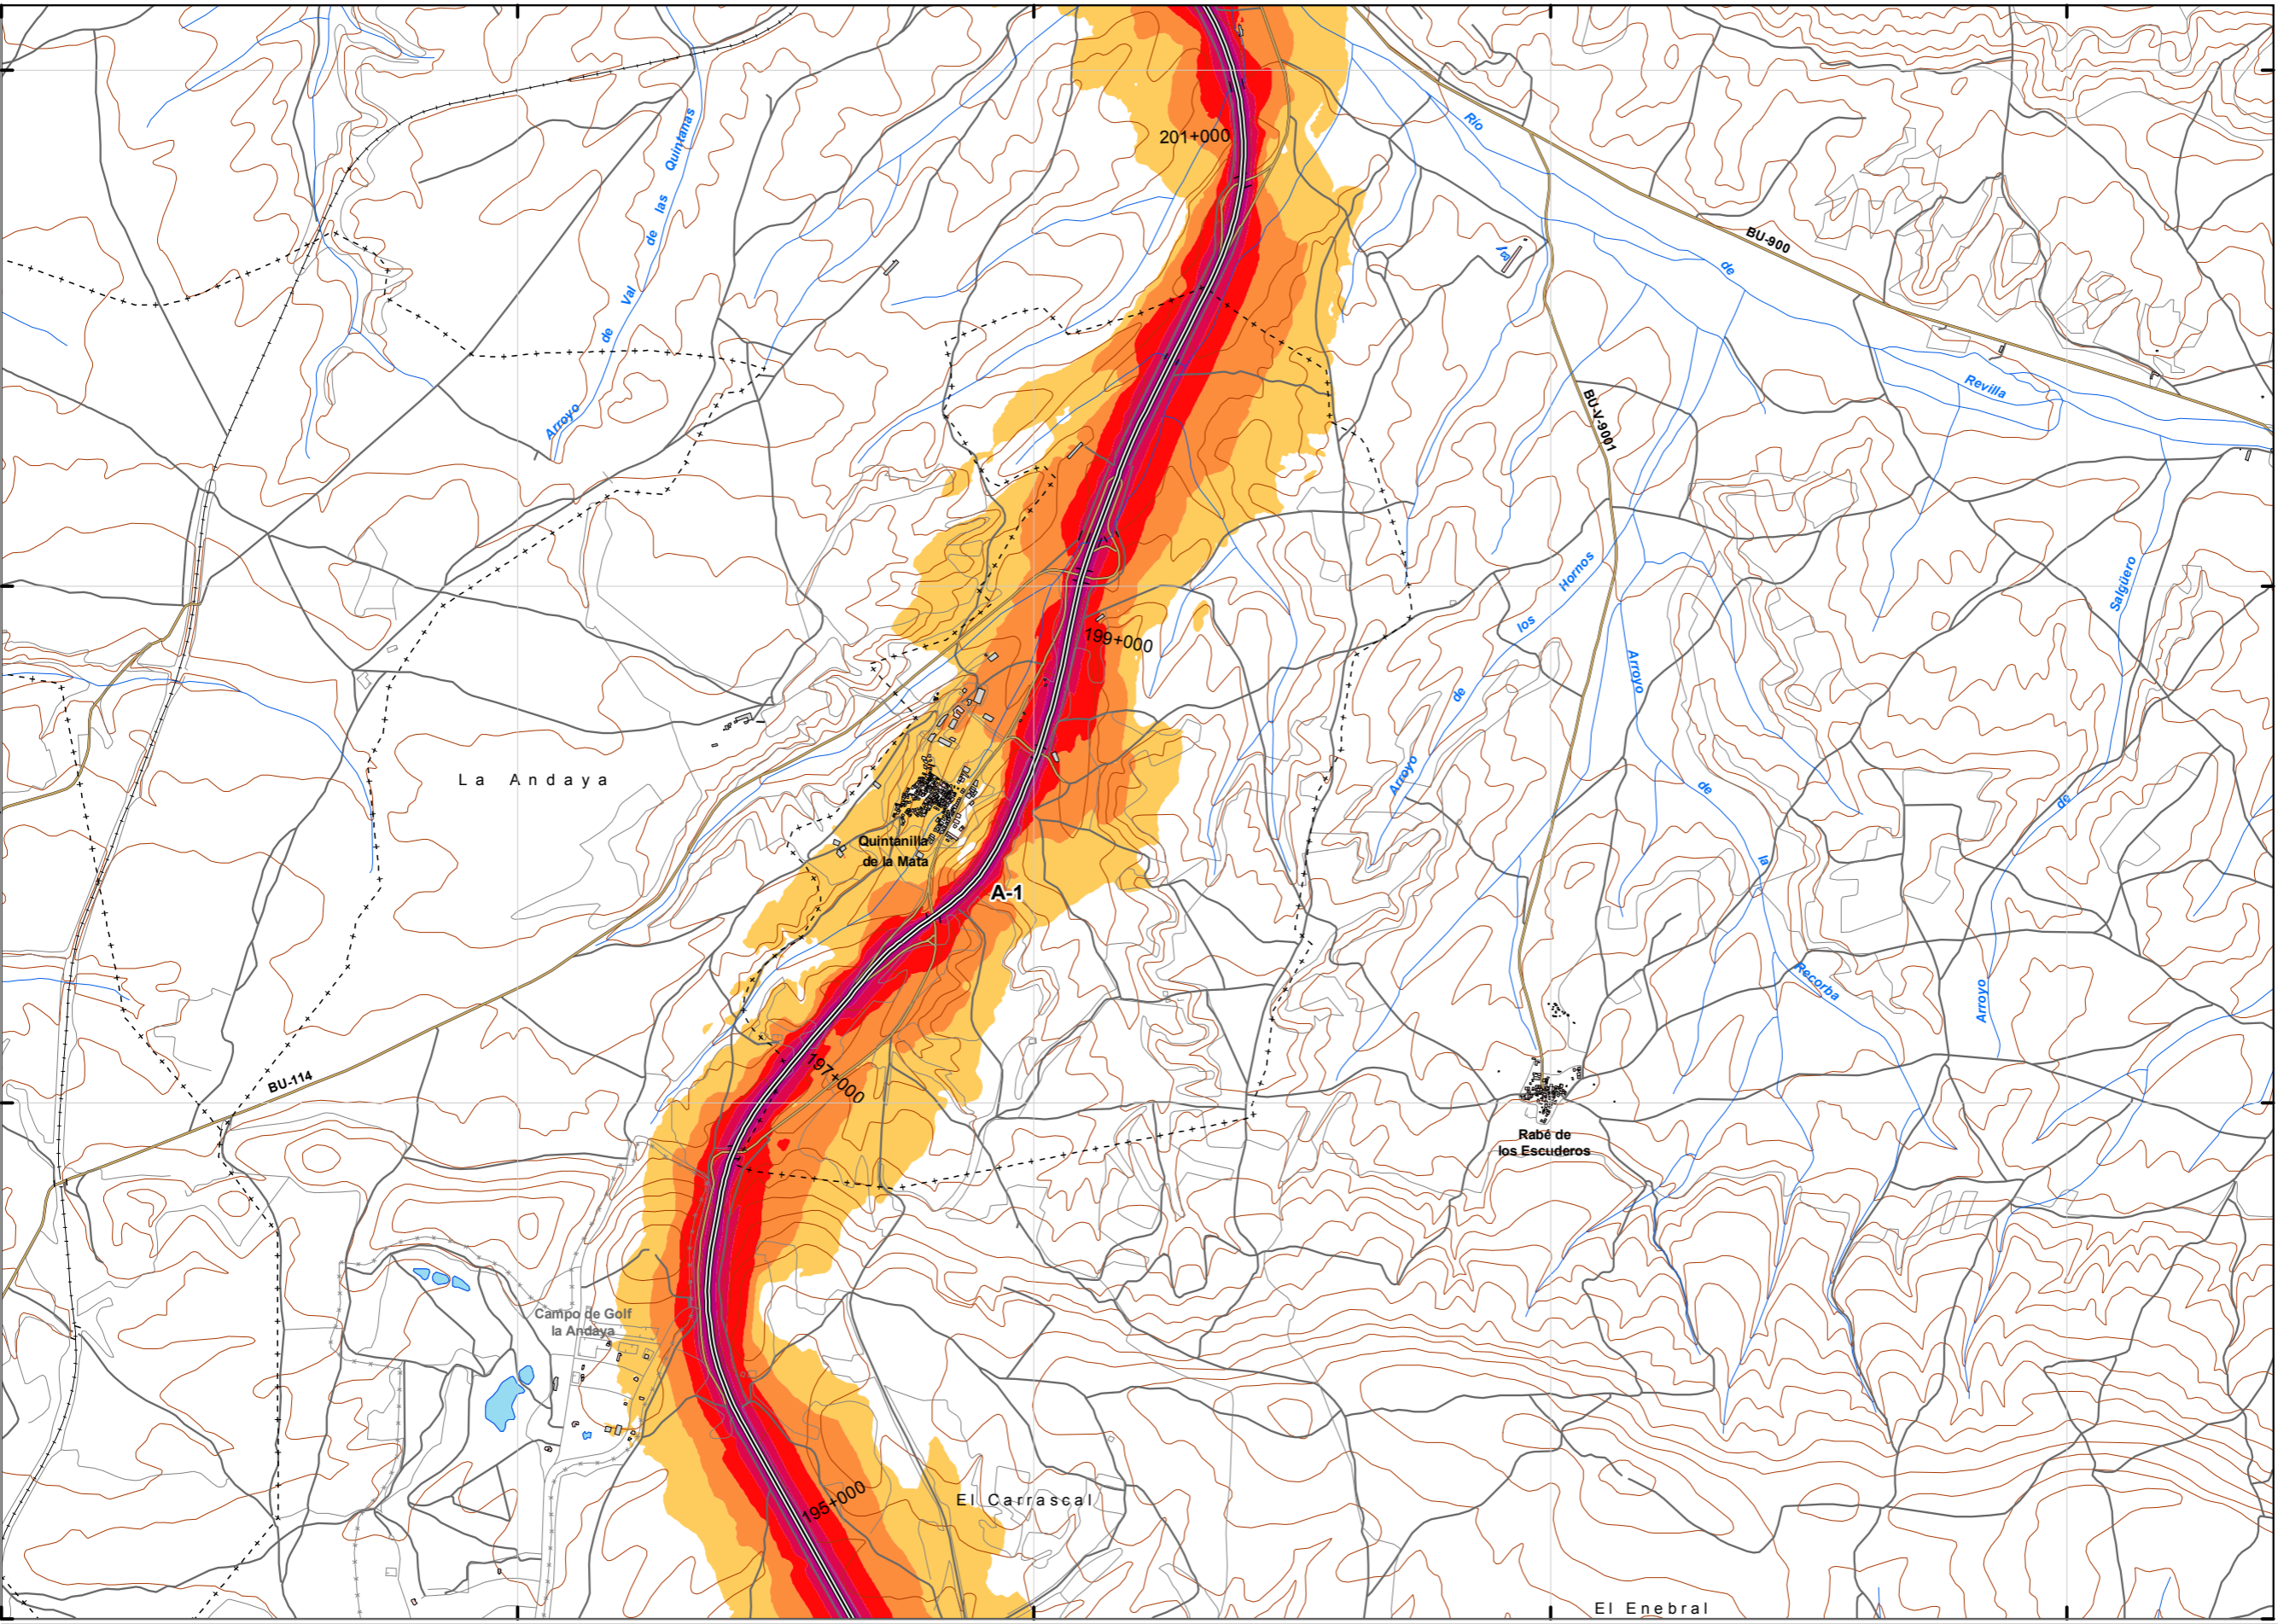 201+000
Río
de
Revilla
BU-900
BU-V-9001
Arroyo
de
Val
de
las
Quintanas
Arroyo
de
los
Hornos
199+000
Arroyo
de
la
Recorba
Arroyo
de
Salgüero
La Andaya
Quintanilla
de la Mata
A-1
197+000
BU-114
Rabé de
los Escuderos
Campo de Golf
la Andaya
195+000
El Carrascal
El Enebral